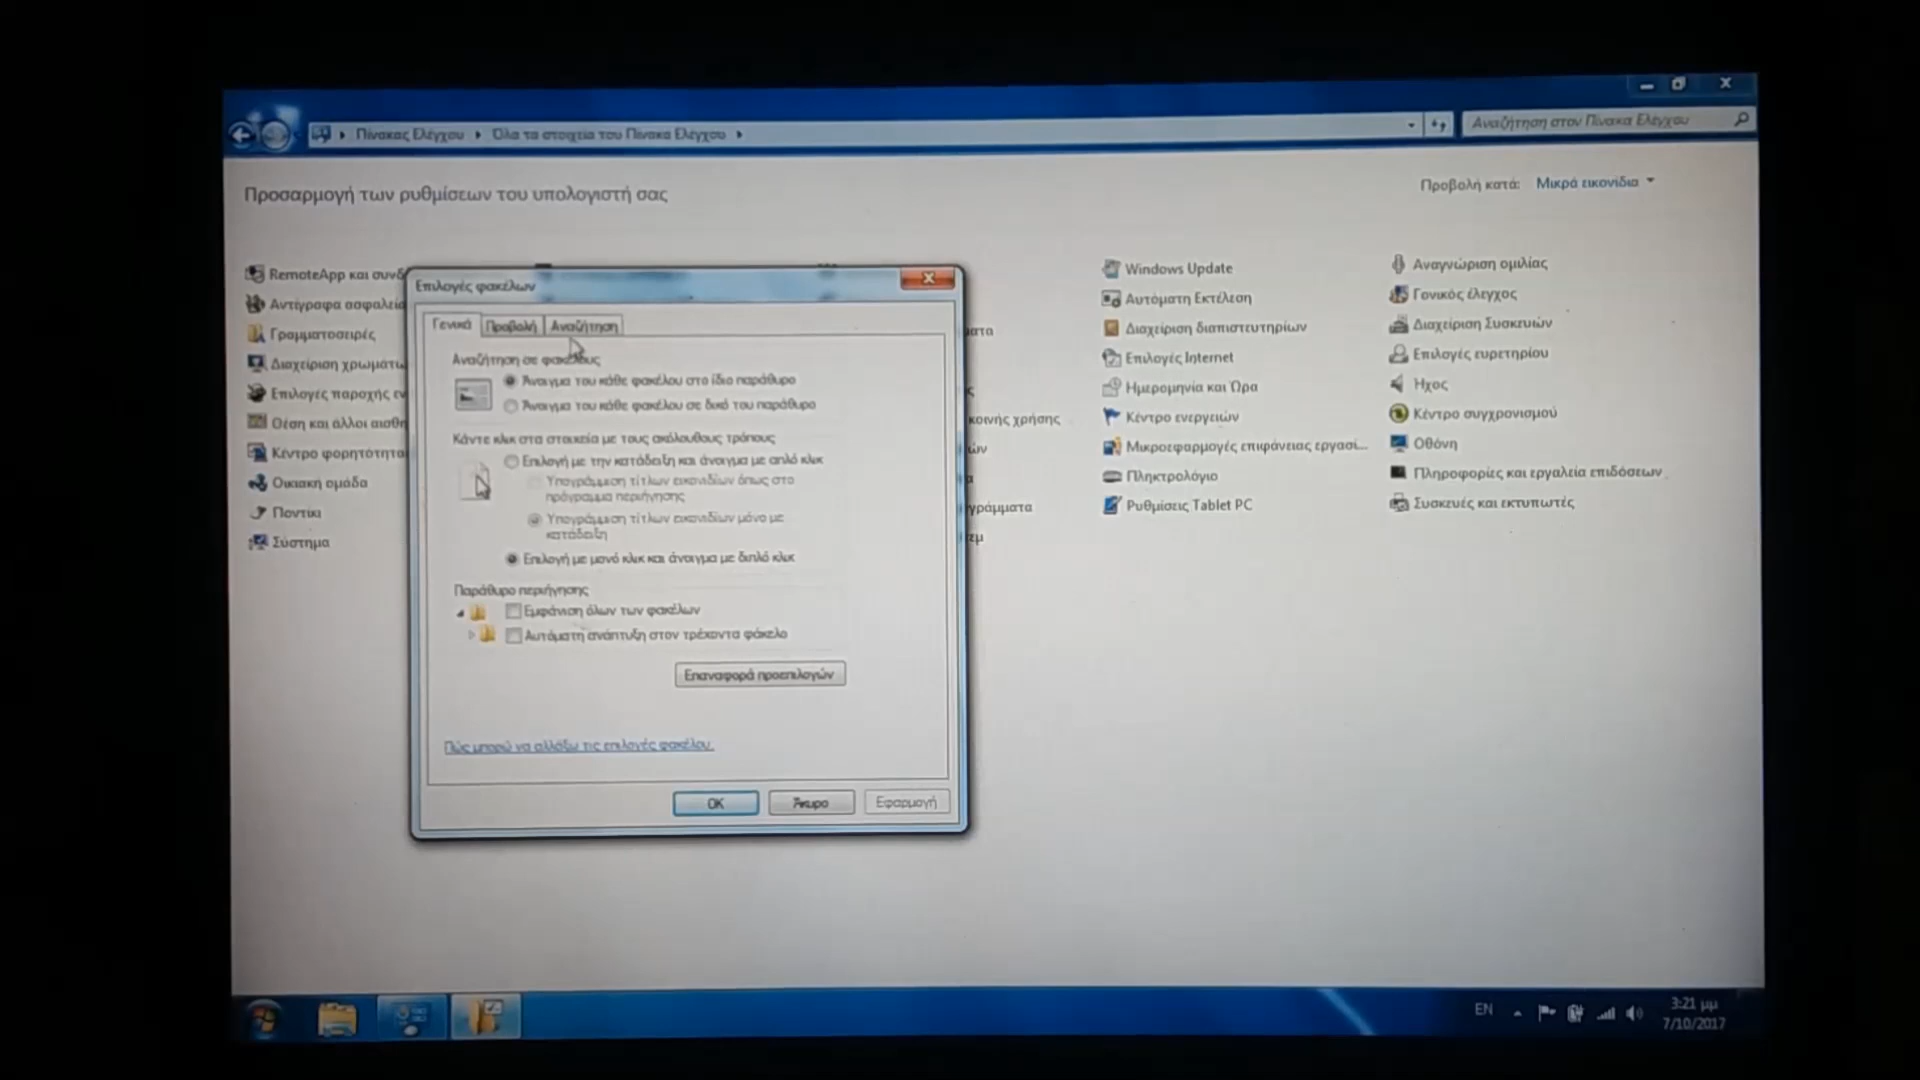 Πίνακας Ελέγχου
Όλα τα στοιχεία του Πίνακα Ελέγχου
Αναζήτηση στον Πίνακα Ελέγχου
Προσαρμογή των ρυθμίσεων του υπολογιστή σας
Προβολή κατά: Μικρά εικονίδια
RemoteApp και συνδ
Αντίγραφα ασφαλεία
Γραμματοσειρές
Διαχείριση χρωμάτω
Επιλογές παροχής εν
Θέση και άλλοι αισθη
Κέντρο φορητότητα
Οικιακή ομάδα
Ποντίκι
Σύστημα
Επιλογές φακέλων
Γενικά
Προβολή
Αναζήτηση
Αναζήτηση σε φακέλους
Άνοιγμα του κάθε φακέλου στο ίδιο παράθυρο
Άνοιγμα του κάθε φακέλου σε δικό του παράθυρο
Κάντε κλικ στα στοιχεία με τους ακόλουθους τρόπους
Επιλογή με την κατάδειξη και άνοιγμα με απλό κλικ
Υπογράμμιση τίτλων εικονιδίων όπως στο
πρόγραμμα περιήγησης
Υπογράμμιση τίτλων εικονιδίων μόνο με
κατάδειξη
Επιλογή με μονό κλικ και άνοιγμα με διπλό κλικ
Παράθυρο περιήγησης
Εμφάνιση όλων των φακέλων
Αυτόματη ανάπτυξη στον τρέχοντα φάκελο
Επαναφορά προεπιλογών
Πώς μπορώ να αλλάξω τις επιλογές φακέλου.
OK
Άκυρο
Εφαρμογή
ματα
ς
κοινής χρήσης
ών
α
γράμματα
εμ
Windows Update
Αυτόματη Εκτέλεση
Διαχείριση διαπιστευτηρίων
Επιλογές Internet
Ημερομηνία και Ώρα
Κέντρο ενεργειών
Μικροεφαρμογές επιφάνειας εργασί...
Πληκτρολόγιο
Ρυθμίσεις Tablet PC
Αναγνώριση ομιλίας
Γονικός έλεγχος
Διαχείριση Συσκευών
Επιλογές ευρετηρίου
Ήχος
Κέντρο συγχρονισμού
Οθόνη
Πληροφορίες και εργαλεία επιδόσεων
Συσκευές και εκτυπωτές
EN
3:21 μμ
7/10/2017